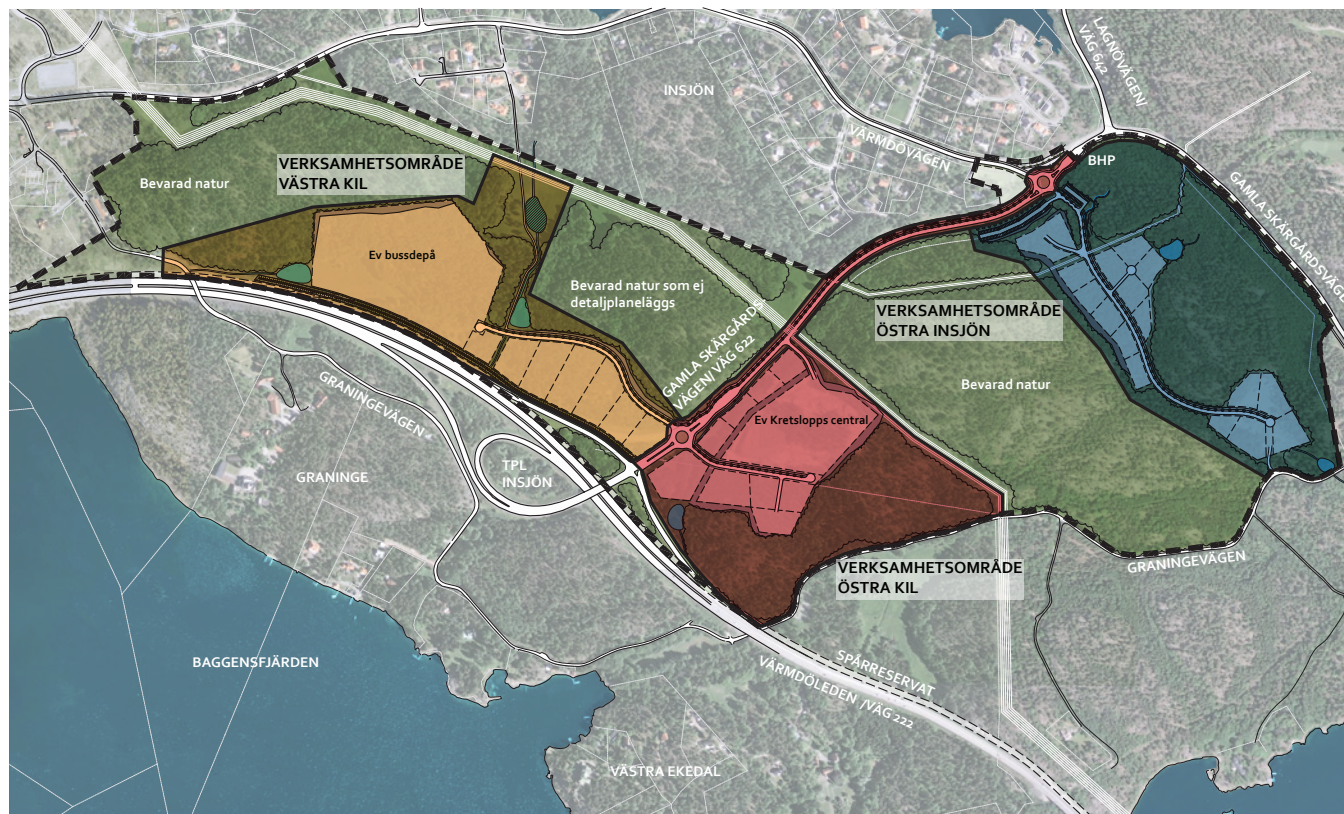 LAGNÖVÄGEN/
VÄG 642
INSJÖN
VÄRMDÖVÄGEN
BHP
VERKSAMHETSOMRÅDE
VÄSTRA KIL
Bevarad natur
GAMLA SKÄRGÅRDSVÄGEN
Ev bussdepå
Bevarad natur som ej
detaljplaneläggs
VERKSAMHETSOMRÅDE
ÖSTRA INSJÖN
GAMLA SKÄRGÅRDS
VÄGEN/ VÄG 622
Bevarad natur
GRANINGEVÄGEN
Ev Kretslopps central
TPL
INSJÖN
GRANINGE
VERKSAMHETSOMRÅDE
ÖSTRA KIL
GRANINGEVÄGEN
BAGGENSFJÄRDEN
SPÅRRESERVAT
VÄRMDÖLEDEN /VÄG 222
VÄSTRA EKEDAL